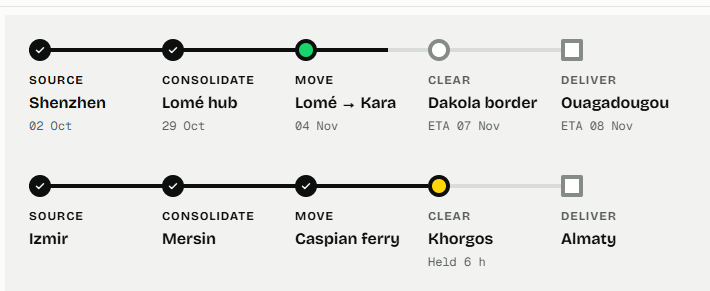 SOURCE CONSOLIDATE MOVE CLEAR DELIVER
Shenzhen Lomé hub Lomé → Kara Dakola border Ouagadougou
02 Oct 29 Oct 04 Nov ETA 07 Nov ETA 08 Nov
SOURCE CONSOLIDATE MOVE CLEAR DELIVER
Izmir Mersin Caspian ferry Khorgos Almaty
Held 6 h